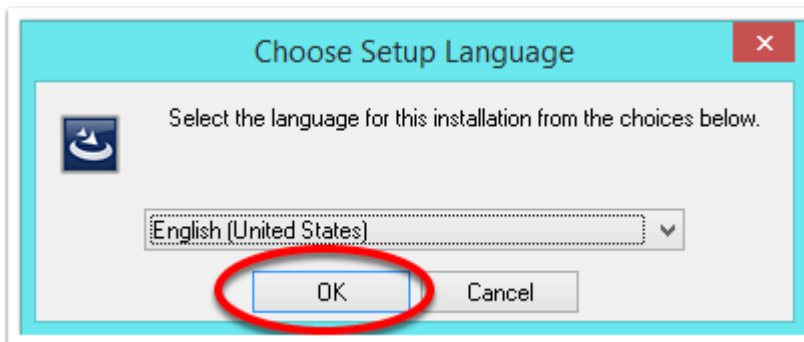 Choose Setup Language
Select the language for this installation from the choices below.
English (United States)
OK
Cancel